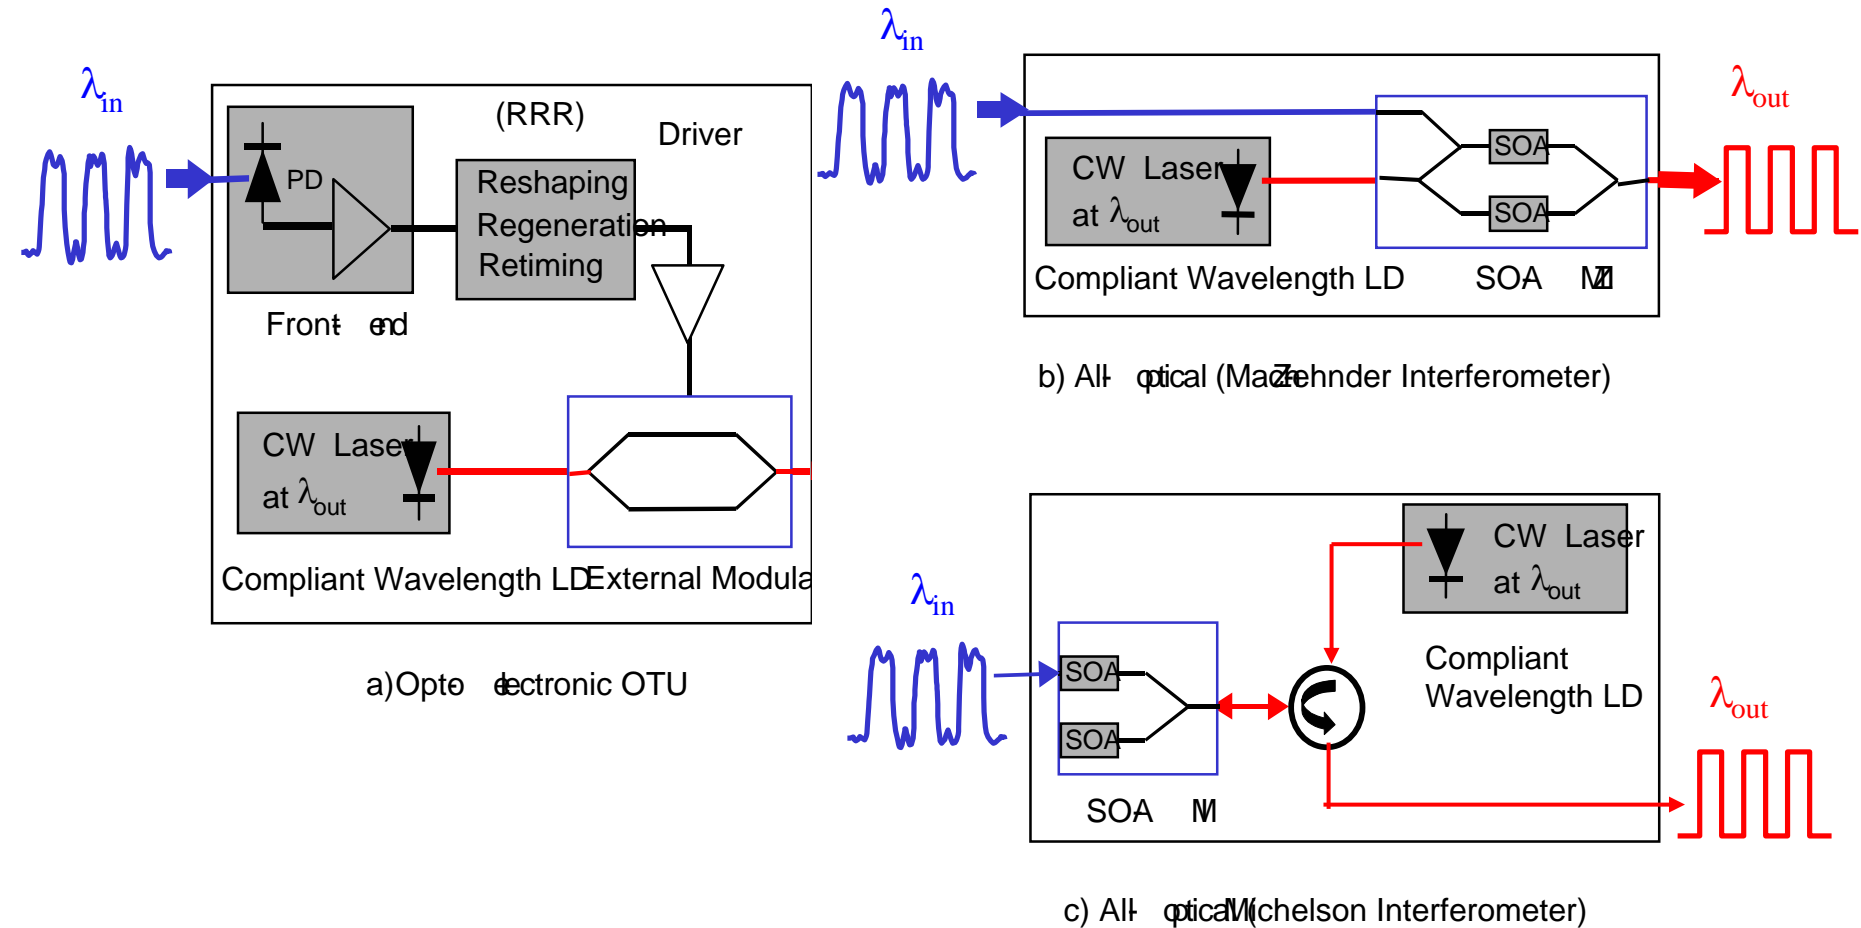 λin
(RRR)
Driver
PD
Reshaping
Regeneration
Retiming
Front-end
CW Laser
at λout
Compliant Wavelength LD
External Modula
a)Opto-electronic OTU
λin
λout
CW Laser
at λout
SOA
SOA
Compliant Wavelength LD
SOA-MZI
b) All-optical (Mach-Zehnder Interferometer)
λin
CW Laser
at λout
Compliant
Wavelength LD
SOA
SOA
SOA-MI
λout
c) All-optical (Michelson Interferometer)